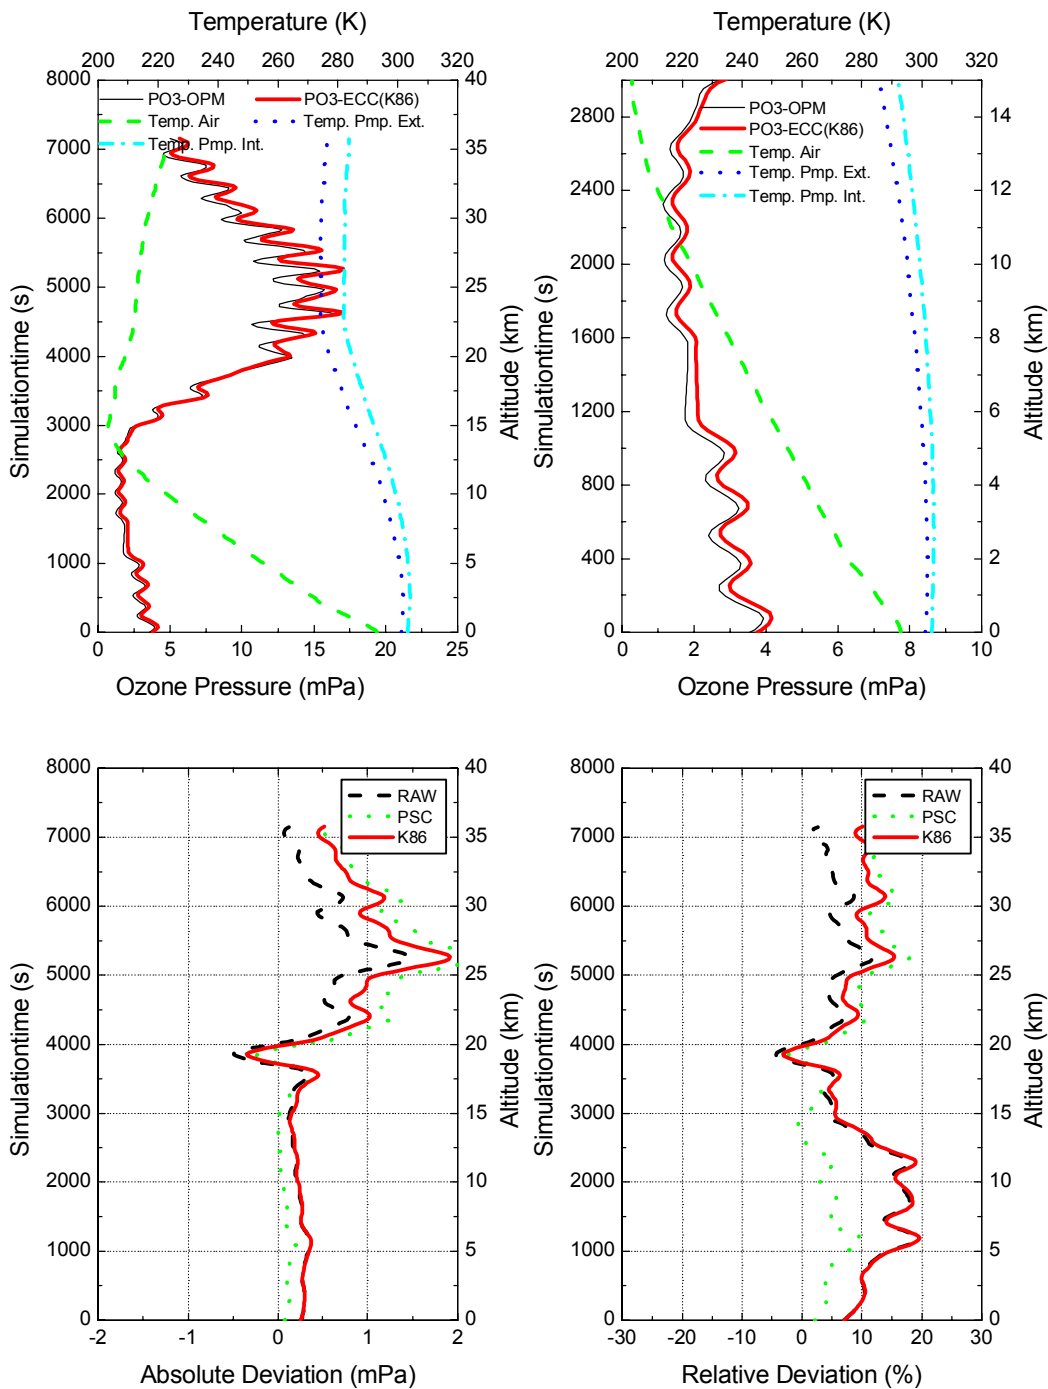 Temperature (K)
200 220 240 260 280 300 320
8000 7000 6000 5000 4000 3000 2000 1000 0
Simulationtime (s)
PO3-OPM PO3-ECC(K86)
Temp. Air Temp. Pmp. Ext.
Temp. Pmp. Int.
40 35 30 25 20 15 10 5 0
Altitude (km)
0 5 10 15 20 25
Ozone Pressure (mPa)
Temperature (K)
200 220 240 260 280 300 320
2800 2400 2000 1600 1200 800 400 0
Simulationtime (s)
PO3-OPM
PO3-ECC(K86)
Temp. Air
Temp. Pmp. Ext.
Temp. Pmp. Int.
14 12 10 8 6 4 2 0
Altitude (km)
0 2 4 6 8 10
Ozone Pressure (mPa)
8000 7000 6000 5000 4000 3000 2000 1000 0
Simulationtime (s)
RAW
PSC
K86
40 35 30 25 20 15 10 5 0
Altitude (km)
-2 -1 0 1 2
Absolute Deviation (mPa)
8000 7000 6000 5000 4000 3000 2000 1000 0
Simulationtime (s)
RAW
PSC
K86
40 35 30 25 20 15 10 5 0
Altitude (km)
-30 -20 -10 0 10 20 30
Relative Deviation (%)